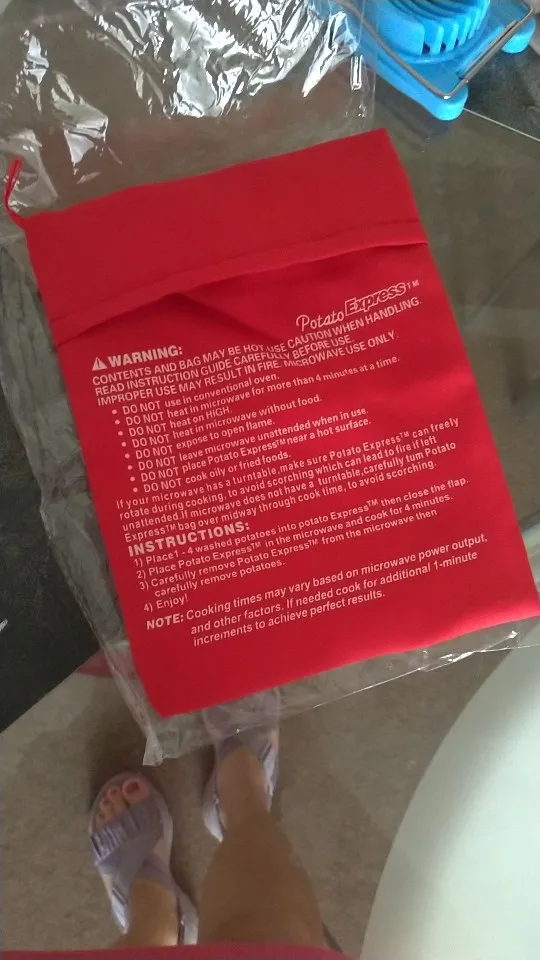 Potato Express™
WARNING:
CONTENTS AND BAG MAY BE HOT.USE CAUTION WHEN HANDLING.
READ INSTRUCTION GUIDE CAREFULLY BEFORE USE.
IMPROPER USE MAY RESULT IN FIRE. MICROWAVE USE ONLY.
• DO NOT use in conventional oven.
• DO NOT heat in microwave for more than 4 minutes at a time.
• DO NOT heat on HIGH.
• DO NOT heat in microwave without food.
• DO NOT expose to open flame.
• DO NOT leave microwave unattended when in use.
• DO NOT place Potato Express™ near a hot surface.
• DO NOT cook oily or fried foods.
If your microwave has a turntable,make sure Potato Express™ can freely
rotate during cooking, to avoid scorching which can lead to fire if left
unattended.If microwave does not have a turntable,carefully turn Potato
Express™ bag over midway through cook time, to avoid scorching.
INSTRUCTIONS:
1) Place1 - 4 washed potatoes into potato Express™ then close the flap.
2) Place Potato Express™ in the microwave and cook for 4 minutes.
3) Carefully remove Potato Express™ from the microwave then
carefully remove potatoes.
4) Enjoy!
NOTE: Cooking times may vary based on microwave power output,
and other factors. If needed cook for additional 1-minute
increments to achieve perfect results.